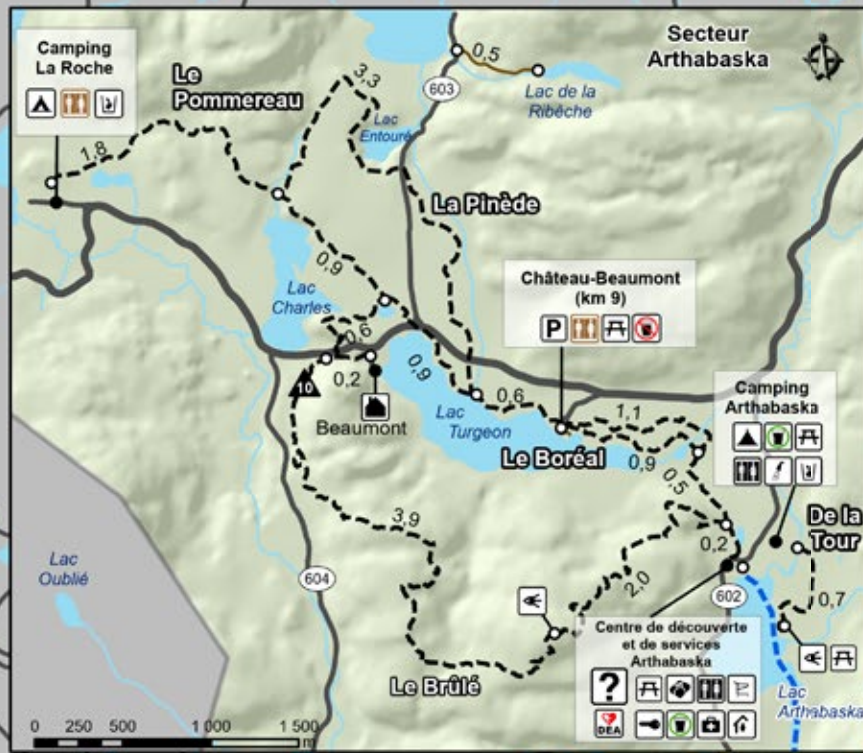 Secteur
Arthabaska
Camping
La Roche
Le
Pommereau
3,3
0,5
603
Lac de la
Ribêche
Lac
Entouré
1,8
La Pinède
0,9
Château-Beaumont
(km 9)
P
Lac
Charles
0,6
0,9
10
0,2
0,6
1,1
Camping
Arthabaska
Lac
Turgeon
Beaumont
Le Boréal
0,9
0,5
De la
Tour
3,9
0,2
Lac
Oublié
604
2,0
602
0,7
Centre de découverte
et de services
Arthabaska
?
DEA
Le Brûlé
Lac
Arthabaska
0 250 500 1 000 1 500
m